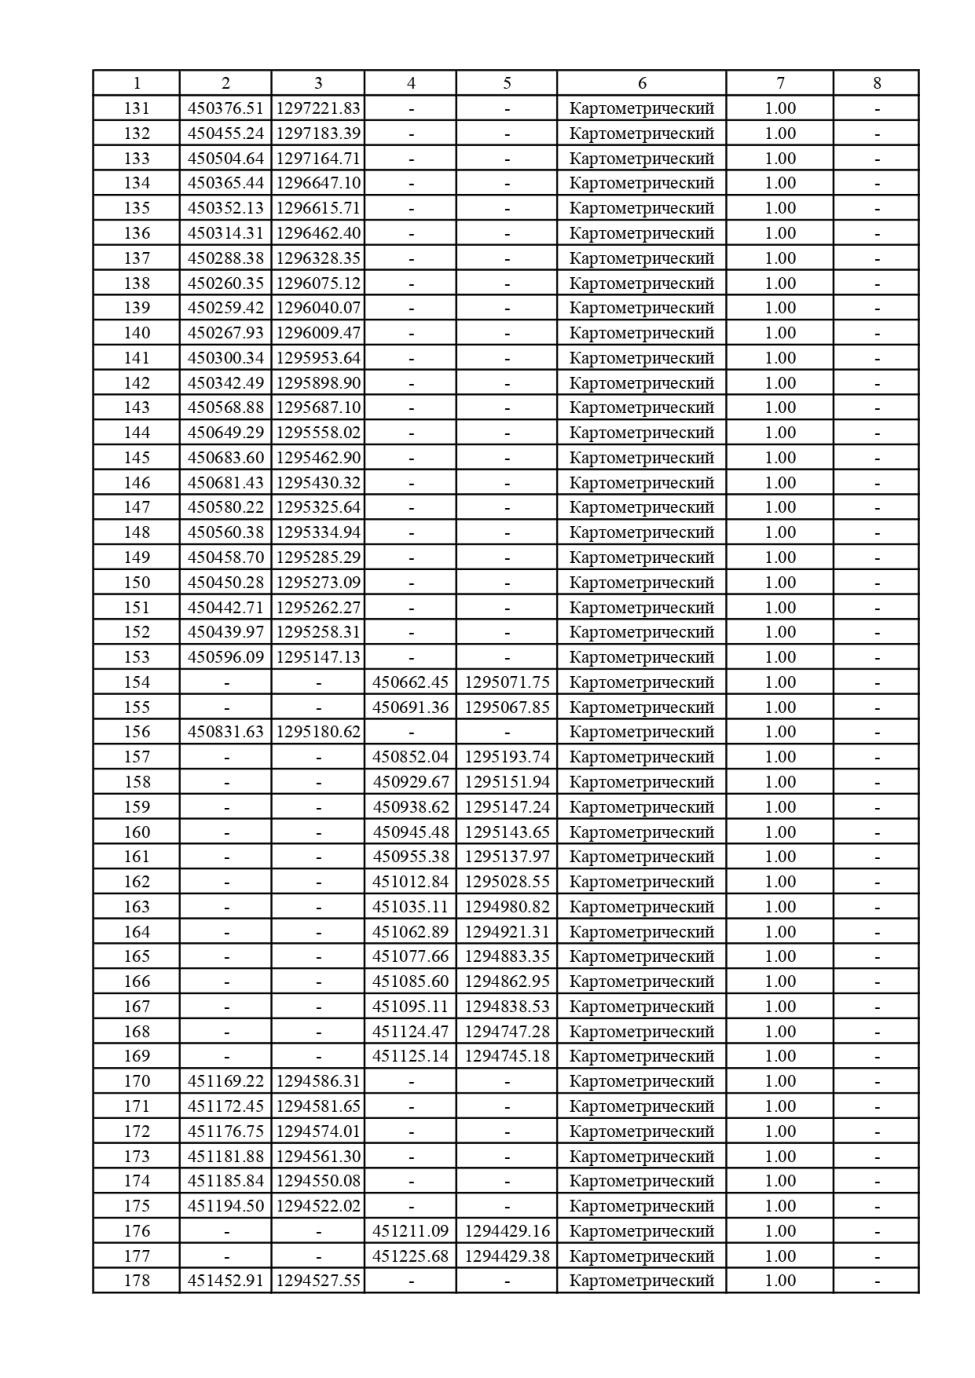 1 2 3 4 5 6 7 8
131 450376.51 1297221.83 - - Картометрический 1.00 -
132 450455.24 1297183.39 - - Картометрический 1.00 -
133 450504.64 1297164.71 - - Картометрический 1.00 -
134 450365.44 1296647.10 - - Картометрический 1.00 -
135 450352.13 1296615.71 - - Картометрический 1.00 -
136 450314.31 1296462.40 - - Картометрический 1.00 -
137 450288.38 1296328.35 - - Картометрический 1.00 -
138 450260.35 1296075.12 - - Картометрический 1.00 -
139 450259.42 1296040.07 - - Картометрический 1.00 -
140 450267.93 1296009.47 - - Картометрический 1.00 -
141 450300.34 1295953.64 - - Картометрический 1.00 -
142 450342.49 1295898.90 - - Картометрический 1.00 -
143 450568.88 1295687.10 - - Картометрический 1.00 -
144 450649.29 1295558.02 - - Картометрический 1.00 -
145 450683.60 1295462.90 - - Картометрический 1.00 -
146 450681.43 1295430.32 - - Картометрический 1.00 -
147 450580.22 1295325.64 - - Картометрический 1.00 -
148 450560.38 1295334.94 - - Картометрический 1.00 -
149 450458.70 1295285.29 - - Картометрический 1.00 -
150 450450.28 1295273.09 - - Картометрический 1.00 -
151 450442.71 1295262.27 - - Картометрический 1.00 -
152 450439.97 1295258.31 - - Картометрический 1.00 -
153 450596.09 1295147.13 - - Картометрический 1.00 -
154 - - 450662.45 1295071.75 Картометрический 1.00 -
155 - - 450691.36 1295067.85 Картометрический 1.00 -
156 450831.63 1295180.62 - - Картометрический 1.00 -
157 - - 450852.04 1295193.74 Картометрический 1.00 -
158 - - 450929.67 1295151.94 Картометрический 1.00 -
159 - - 450938.62 1295147.24 Картометрический 1.00 -
160 - - 450945.48 1295143.65 Картометрический 1.00 -
161 - - 450955.38 1295137.97 Картометрический 1.00 -
162 - - 451012.84 1295028.55 Картометрический 1.00 -
163 - - 451035.11 1294980.82 Картометрический 1.00 -
164 - - 451062.89 1294921.31 Картометрический 1.00 -
165 - - 451077.66 1294883.35 Картометрический 1.00 -
166 - - 451085.60 1294862.95 Картометрический 1.00 -
167 - - 451095.11 1294838.53 Картометрический 1.00 -
168 - - 451124.47 1294747.28 Картометрический 1.00 -
169 - - 451125.14 1294745.18 Картометрический 1.00 -
170 451169.22 1294586.31 - - Картометрический 1.00 -
171 451172.45 1294581.65 - - Картометрический 1.00 -
172 451176.75 1294574.01 - - Картометрический 1.00 -
173 451181.88 1294561.30 - - Картометрический 1.00 -
174 451185.84 1294550.08 - - Картометрический 1.00 -
175 451194.50 1294522.02 - - Картометрический 1.00 -
176 - - 451211.09 1294429.16 Картометрический 1.00 -
177 - - 451225.68 1294429.38 Картометрический 1.00 -
178 451452.91 1294527.55 - - Картометрический 1.00 -